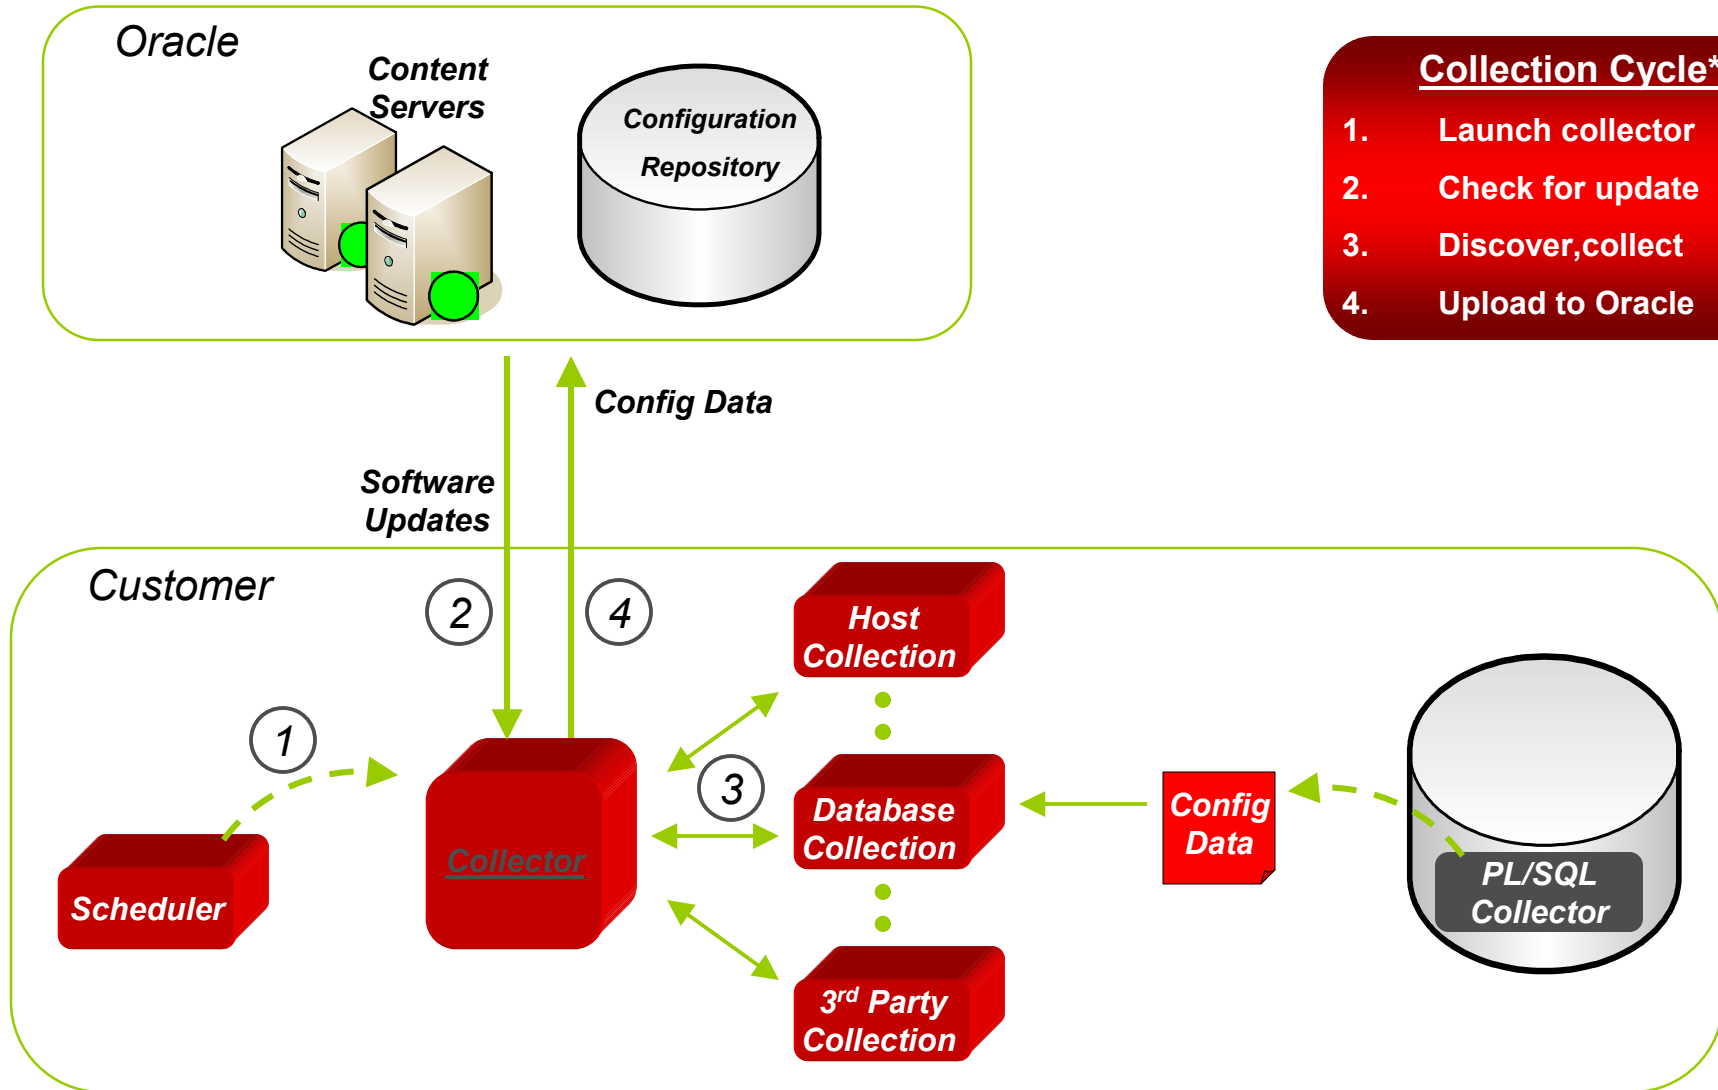 Oracle
Content
Servers
Configuration
Repository
Collection Cycle*
1. Launch collector
2. Check for update
3. Discover,collect
4. Upload to Oracle
Config Data
Software
Updates
Customer
2
4
Host
Collection
1
3
Database
Collection
Config
Data
Collector
Scheduler
PL/SQL
Collector
3rd Party
Collection